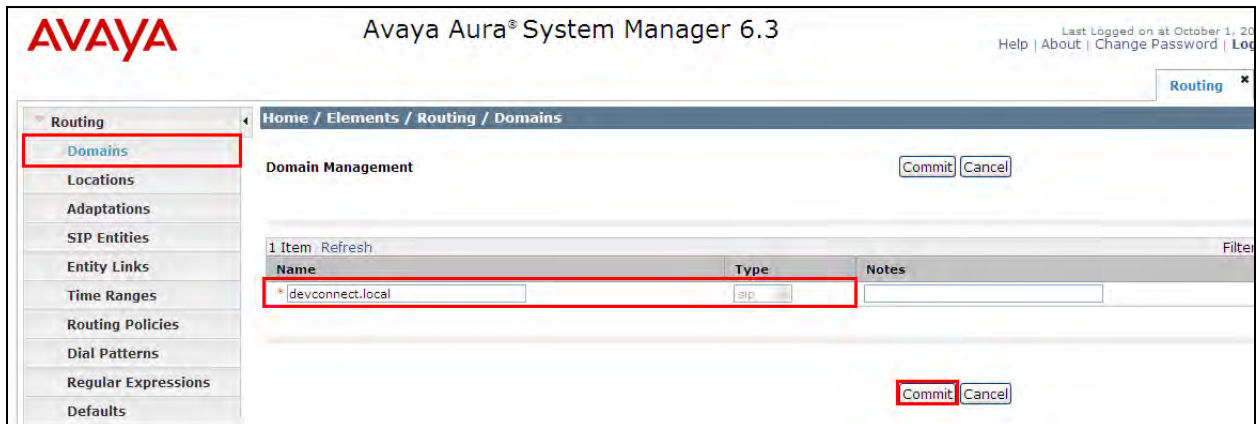 AVAYA
Avaya Aura® System Manager 6.3
Last Logged on at October 1, 20
Help | About | Change Password | Log
Routing ×
Routing
Domains
Locations
Adaptations
SIP Entities
Entity Links
Time Ranges
Routing Policies
Dial Patterns
Regular Expressions
Defaults
Home / Elements / Routing / Domains
Domain Management
Commit Cancel
1 Item Refresh
Filter
Name Type Notes
* devconnect.local sip
Commit Cancel